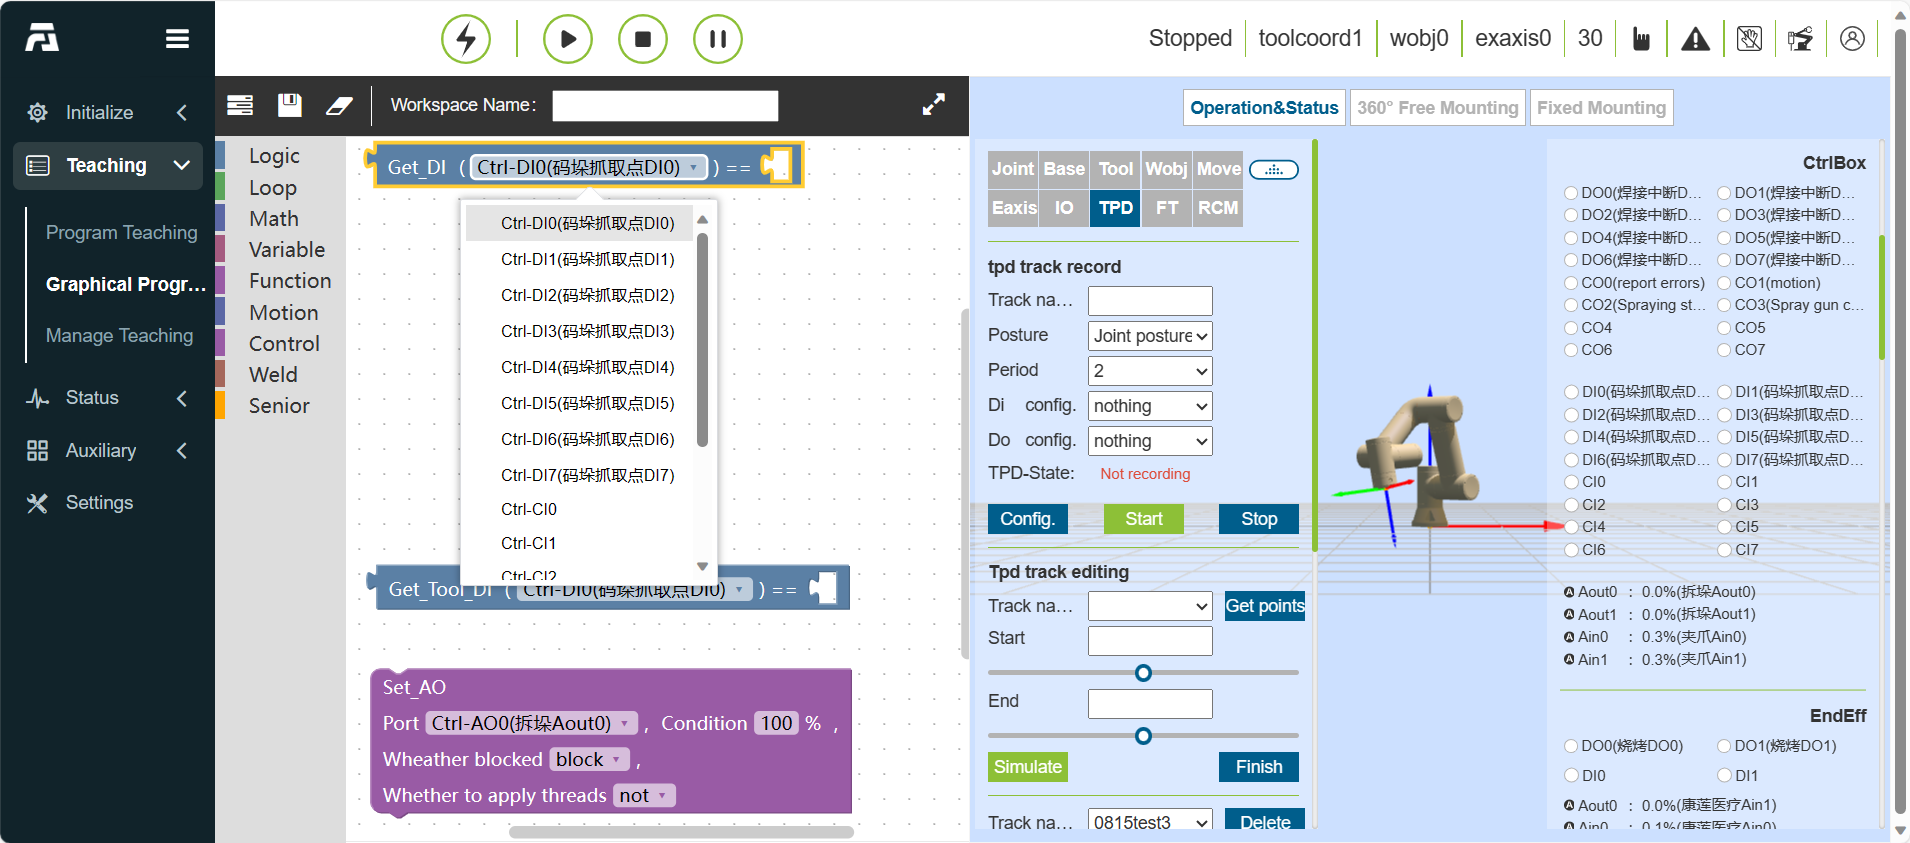 Stopped
toolcoord1
wobj0
exaxis0
30
Initialize
Teaching
Program Teaching
Graphical Progr...
Manage Teaching
Status
Auxiliary
Settings
Workspace Name:
Logic
Loop
Math
Variable
Function
Motion
Control
Weld
Senior
Get_DI ( Ctrl-DI0(码垛抓取点DI0) ) ==
Ctrl-DI0(码垛抓取点DI0)
Ctrl-DI1(码垛抓取点DI1)
Ctrl-DI2(码垛抓取点DI2)
Ctrl-DI3(码垛抓取点DI3)
Ctrl-DI4(码垛抓取点DI4)
Ctrl-DI5(码垛抓取点DI5)
Ctrl-DI6(码垛抓取点DI6)
Ctrl-DI7(码垛抓取点DI7)
Ctrl-CI0
Ctrl-CI1
Ctrl-CI2
Get_Tool_DI ( Ctrl-DI0(码垛抓取点DI0) ) ==
Set_AO
Port Ctrl-AO0(拆垛Aout0) , Condition 100 % ,
Wheather blocked block ,
Whether to apply threads not
Operation&Status
360° Free Mounting
Fixed Mounting
Joint Base Tool Wobj Move
Eaxis IO TPD FT RCM
tpd track record
Track na...
Posture Joint posture
Period 2
Di config. nothing
Do config. nothing
TPD-State: Not recording
Config. Start Stop
Tpd track editing
Track na... Get points
Start
End
Simulate Finish
Track na... 0815test3 Delete
CtrlBox
DO0(焊接中断D... DO1(焊接中断D...
DO2(焊接中断D... DO3(焊接中断D...
DO4(焊接中断D... DO5(焊接中断D...
DO6(焊接中断D... DO7(焊接中断D...
CO0(report errors) CO1(motion)
CO2(Spraying st... CO3(Spray gun c...
CO4 CO5
CO6 CO7
DI0(码垛抓取点D... DI1(码垛抓取点D...
DI2(码垛抓取点D... DI3(码垛抓取点D...
DI4(码垛抓取点D... DI5(码垛抓取点D...
DI6(码垛抓取点D... DI7(码垛抓取点D...
CI0 CI1
CI2 CI3
CI4 CI5
CI6 CI7
A Aout0 : 0.0%(拆垛Aout0)
A Aout1 : 0.0%(拆垛Aout1)
A Ain0 : 0.3%(夹爪Ain0)
A Ain1 : 0.3%(夹爪Ain1)
EndEff
DO0(烧烤DO0) DO1(烧烤DO1)
DI0 DI1
A Aout0 : 0.0%(康莲医疗Ain1)
A Ain0 : 0.1%(康莲医疗Ain0)